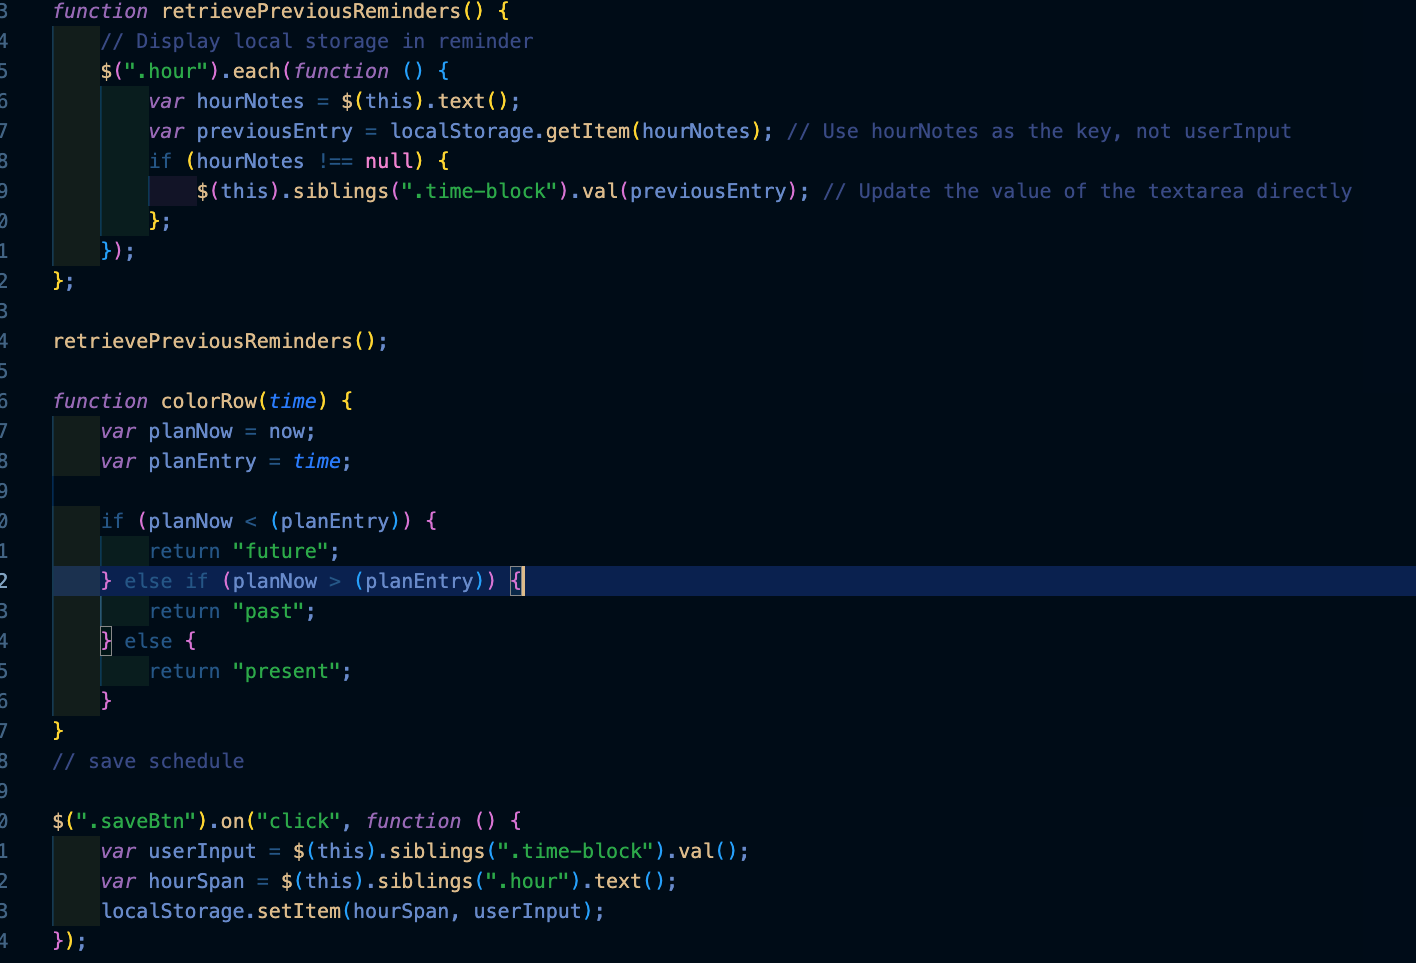 3 function retrievePreviousReminders() {
4 // Display local storage in reminder
5 $(".hour").each(function () {
6 var hourNotes = $(this).text();
7 var previousEntry = localStorage.getItem(hourNotes); // Use hourNotes as the key, not userInput
8 if (hourNotes !== null) {
9 $(this).siblings(".time-block").val(previousEntry); // Update the value of the textarea directly
0 };
1 });
2 };
3
4 retrievePreviousReminders();
5
6 function colorRow(time) {
7 var planNow = now;
8 var planEntry = time;
9
0 if (planNow < (planEntry)) {
1 return "future";
2 } else if (planNow > (planEntry)) {
3 return "past";
4 } else {
5 return "present";
6 }
7 }
8 // save schedule
9
0 $(".saveBtn").on("click", function () {
1 var userInput = $(this).siblings(".time-block").val();
2 var hourSpan = $(this).siblings(".hour").text();
3 localStorage.setItem(hourSpan, userInput);
4 });